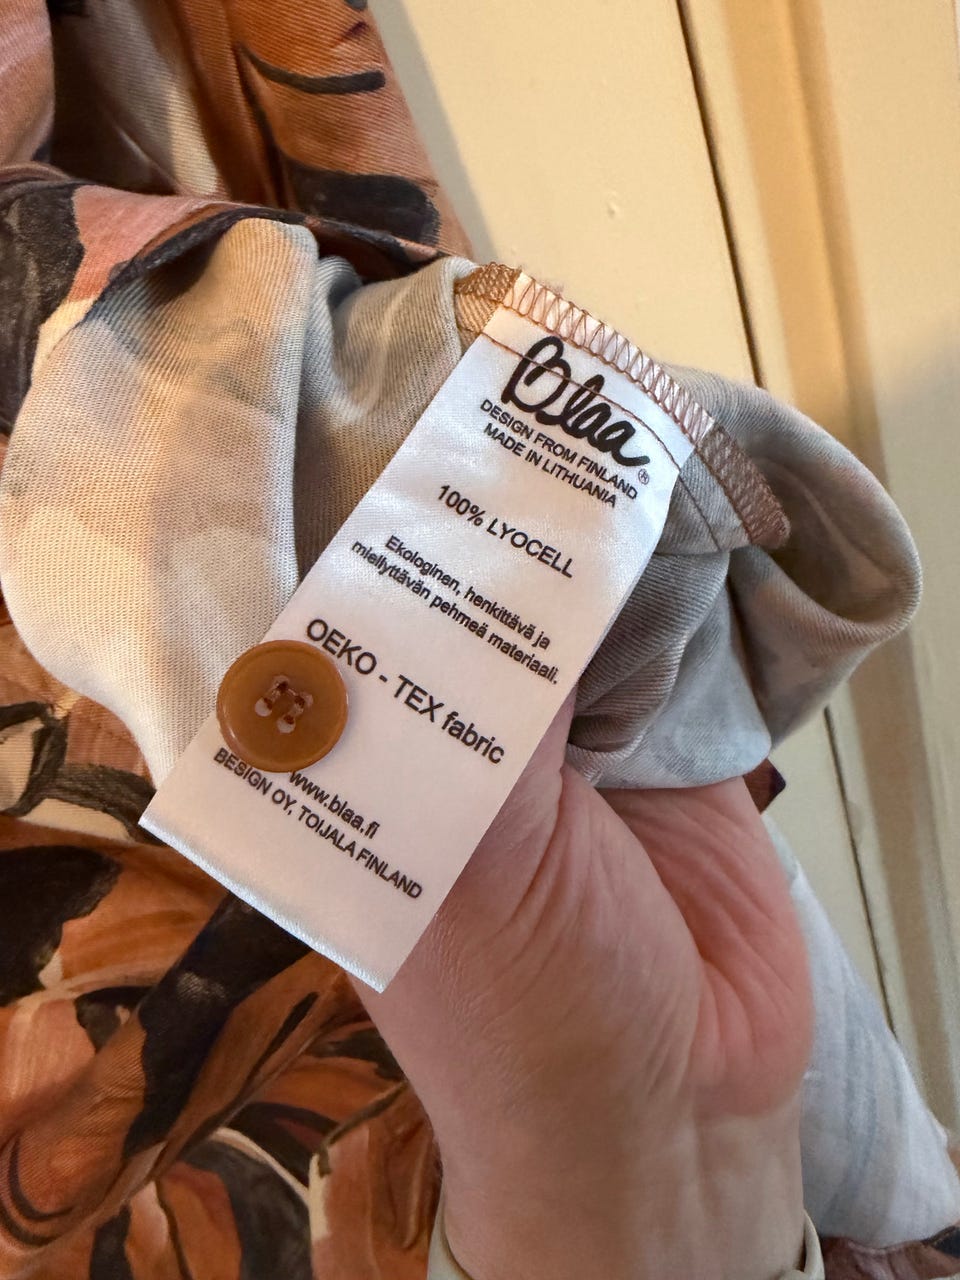 Blaa®
DESIGN FROM FINLAND
MADE IN LITHUANIA
100% LYOCELL
Ekologinen, henkittävä ja
miellyttävän pehmeä materiaali.
OEKO - TEX fabric
www.blaa.fi
BESIGN OY, TOIJALA FINLAND